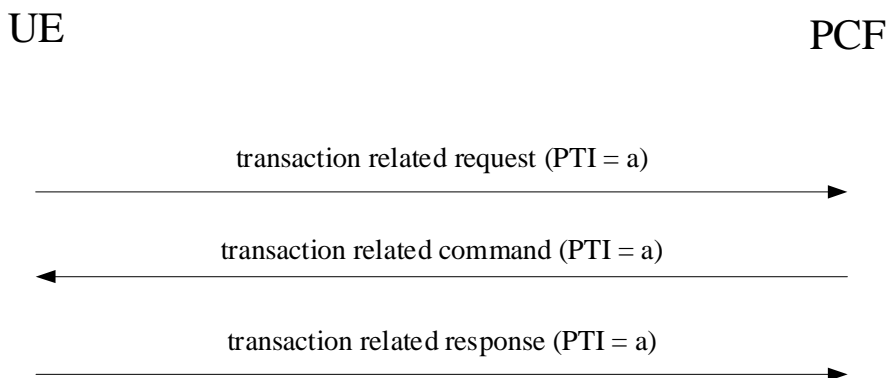 UE
PCF
transaction related request (PTI = a)
transaction related command (PTI = a)
transaction related response (PTI = a)